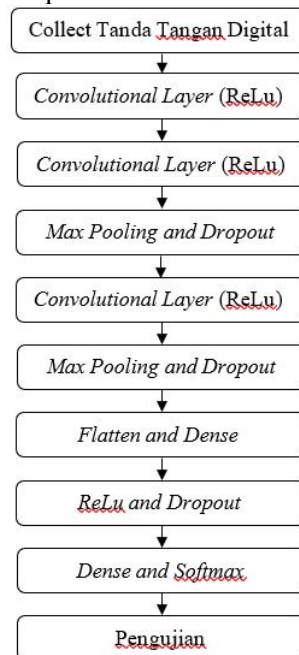 Collect Tanda Tangan Digital
Convolutional Layer (ReLu)
Convolutional Layer (ReLu)
Max Pooling and Dropout
Convolutional Layer (ReLu)
Max Pooling and Dropout
Flatten and Dense
ReLu and Dropout
Dense and Softmax
Pengujian